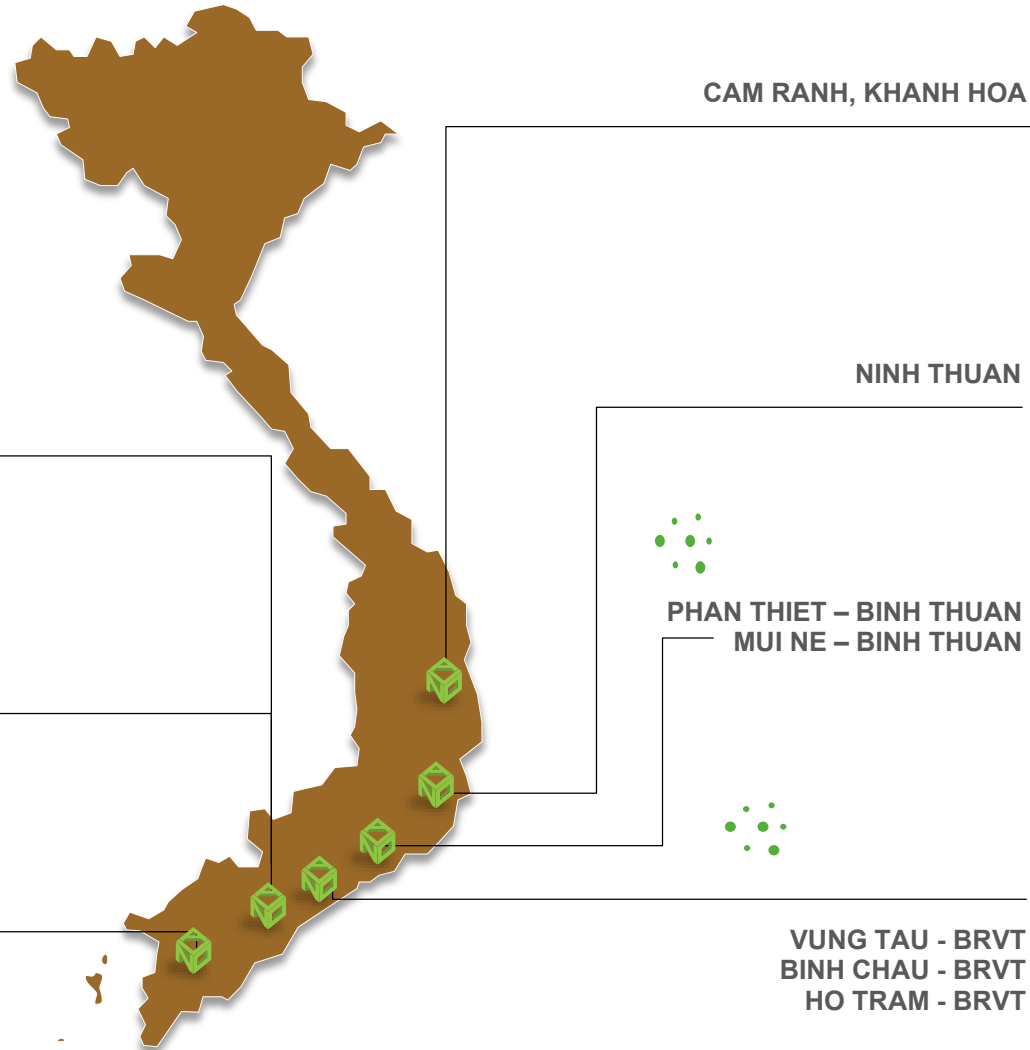 CAM RANH, KHANH HOA
NINH THUAN
PHAN THIET – BINH THUAN
MUI NE – BINH THUAN
VUNG TAU - BRVT
BINH CHAU - BRVT
HO TRAM - BRVT